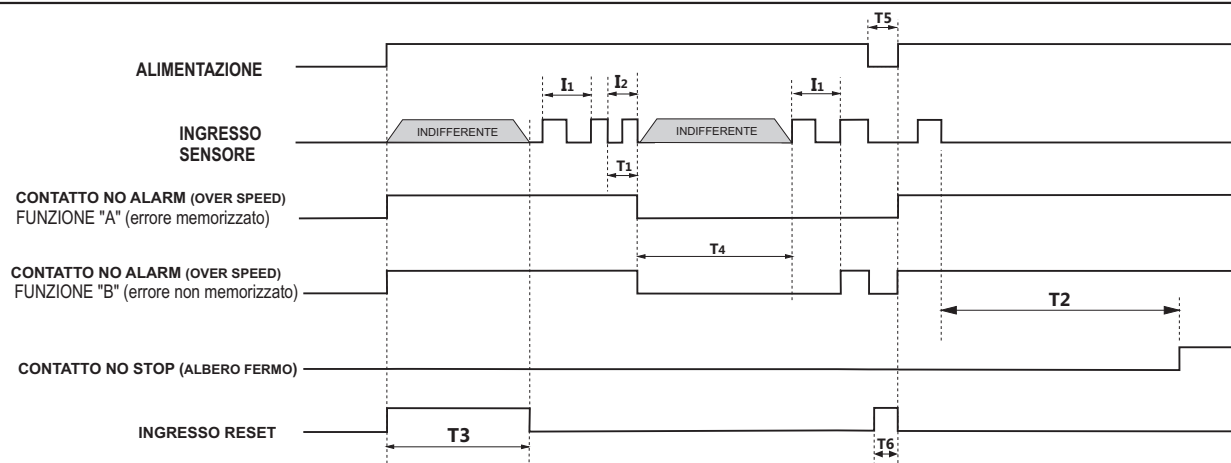 T5
ALIMENTAZIONE
I1 I2 I1
INGRESSO
SENSORE
INDIFFERENTE INDIFFERENTE
T1
CONTATTO NO ALARM (OVER SPEED)
FUNZIONE "A" (errore memorizzato)
T4
CONTATTO NO ALARM (OVER SPEED)
FUNZIONE "B" (errore non memorizzato)
T2
CONTATTO NO STOP (ALBERO FERMO)
INGRESSO RESET
T3
T6